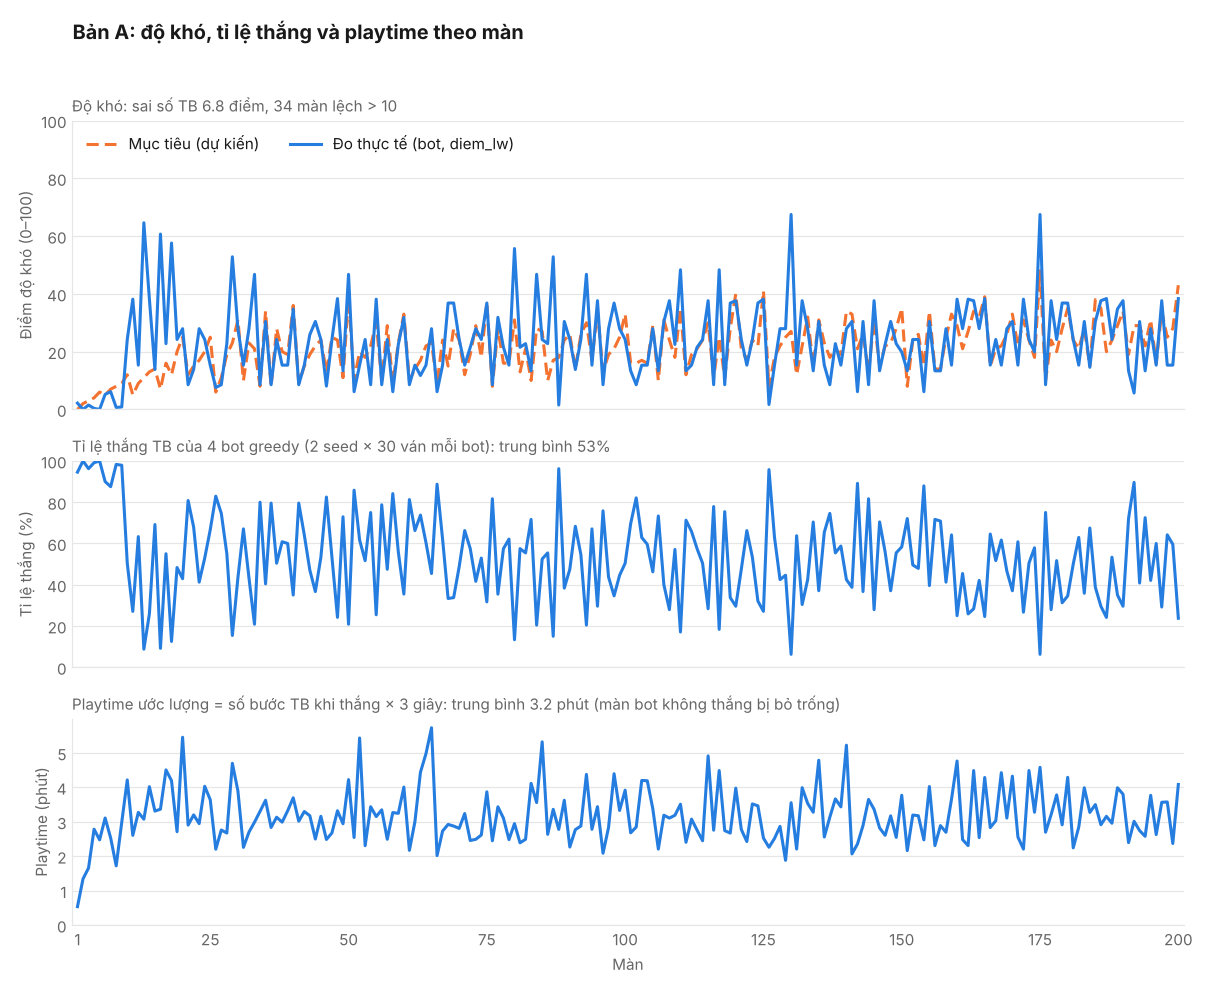 Bản A: độ khó, tỉ lệ thắng và playtime theo màn
Độ khó: sai số TB 6.8 điểm, 34 màn lệch > 10
Mục tiêu (dự kiến)
Đo thực tế (bot, diem_lw)
Điểm độ khó (0–100)
100
80
60
40
20
0
Tỉ lệ thắng TB của 4 bot greedy (2 seed × 30 ván mỗi bot): trung bình 53%
Tỉ lệ thắng (%)
100
80
60
40
20
0
Playtime ước lượng = số bước TB khi thắng × 3 giây: trung bình 3.2 phút (màn bot không thắng bị bỏ trống)
Playtime (phút)
5
4
3
2
1
0
1 25 50 75 100 125 150 175 200
Màn